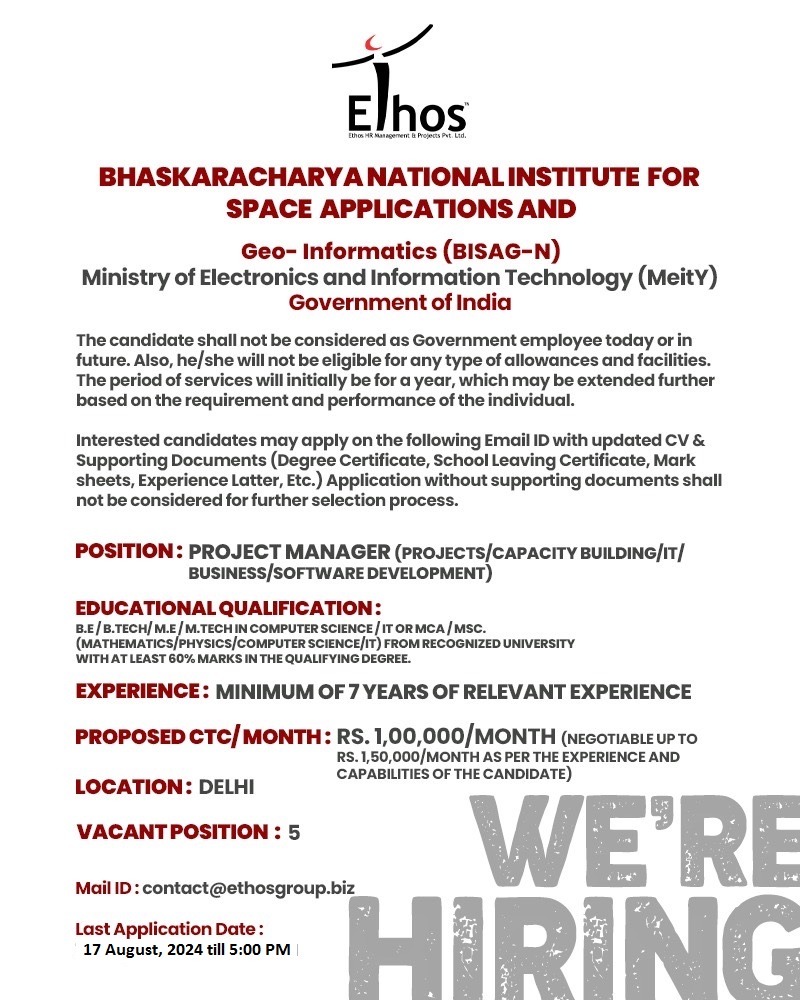 Ethos™
Ethos HR Management & Projects Pvt. Ltd.
BHASKARACHARYA NATIONAL INSTITUTE FOR
SPACE APPLICATIONS AND
Geo- Informatics (BISAG-N)
Ministry of Electronics and Information Technology (MeitY)
Government of India
The candidate shall not be considered as Government employee today or in
future. Also, he/she will not be eligible for any type of allowances and facilities.
The period of services will initially be for a year, which may be extended further
based on the requirement and performance of the individual.
Interested candidates may apply on the following Email ID with updated CV &
Supporting Documents (Degree Certificate, School Leaving Certificate, Mark
sheets, Experience Latter, Etc.) Application without supporting documents shall
not be considered for further selection process.
POSITION : PROJECT MANAGER (PROJECTS/CAPACITY BUILDING/IT/
BUSINESS/SOFTWARE DEVELOPMENT)
EDUCATIONAL QUALIFICATION :
B.E / B.TECH/ M.E / M.TECH IN COMPUTER SCIENCE / IT OR MCA / MSC.
(MATHEMATICS/PHYSICS/COMPUTER SCIENCE/IT) FROM RECOGNIZED UNIVERSITY
WITH AT LEAST 60% MARKS IN THE QUALIFYING DEGREE.
EXPERIENCE : MINIMUM OF 7 YEARS OF RELEVANT EXPERIENCE
PROPOSED CTC/ MONTH : RS. 1,00,000/MONTH (NEGOTIABLE UP TO
RS. 1,50,000/MONTH AS PER THE EXPERIENCE AND
CAPABILITIES OF THE CANDIDATE)
LOCATION : DELHI
VACANT POSITION : 5
Mail ID : contact@ethosgroup.biz
Last Application Date :
17 August, 2024 till 5:00 PM
WE'RE
HIRING